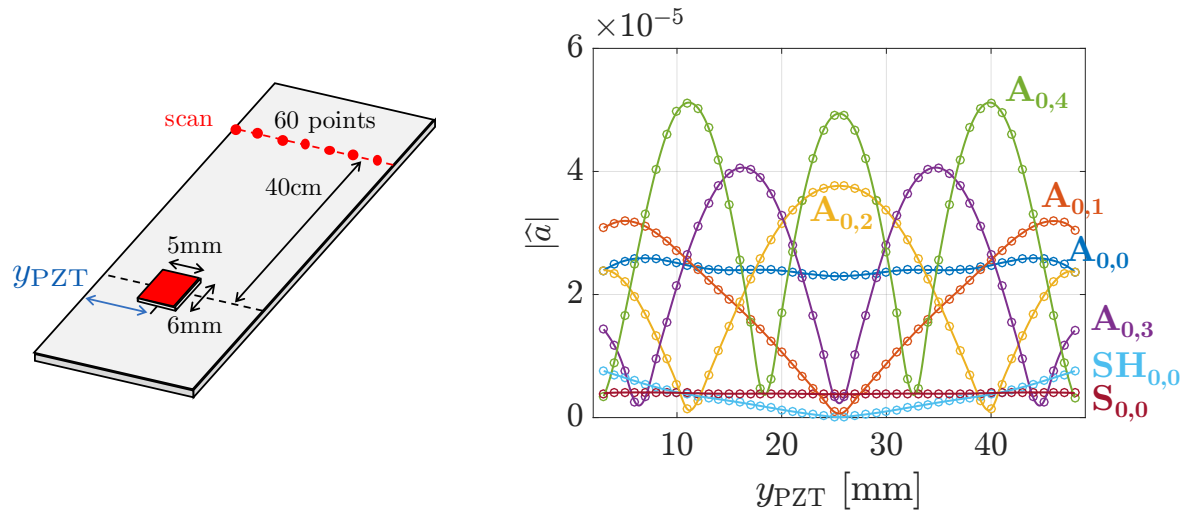 scan
60 points
40cm
5mm
y_PZT
6mm
×10⁻⁵
6
4
2
0
|â|
10
20
30
40
y_PZT [mm]
A_0,4
A_0,2
A_0,1
A_0,0
A_0,3
SH_0,0
S_0,0